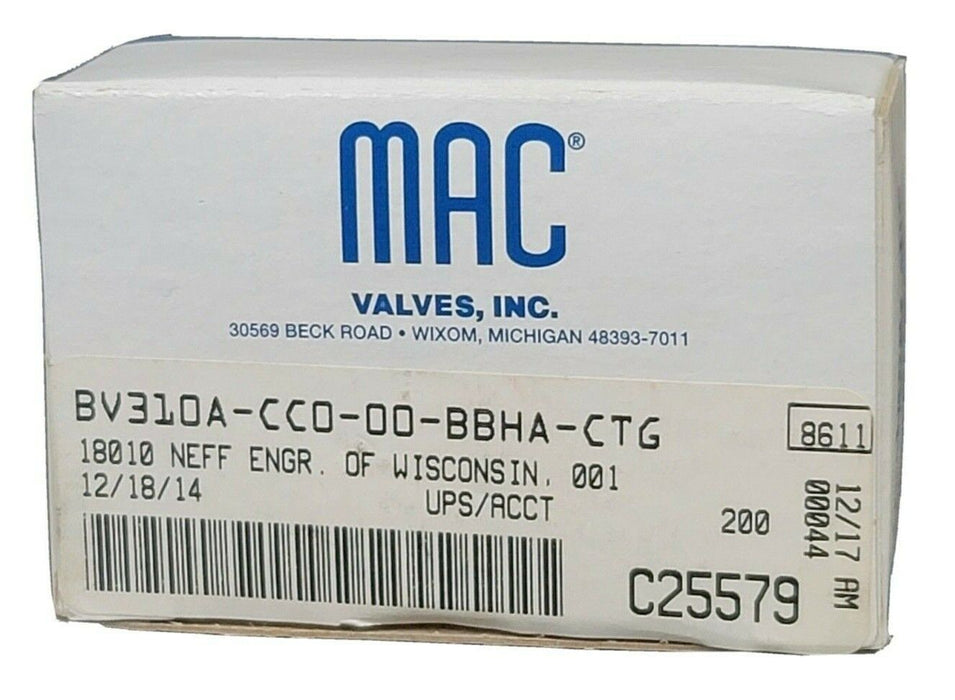 MAC®
VALVES, INC.
30569 BECK ROAD • WIXOM, MICHIGAN 48393-7011
BV310A-CC0-00-BBHA-CTG
8611
18010 NEFF ENGR. OF WISCONSIN. 001
12/18/14 UPS/ACCT
200
12/17 AM
00044
C25579